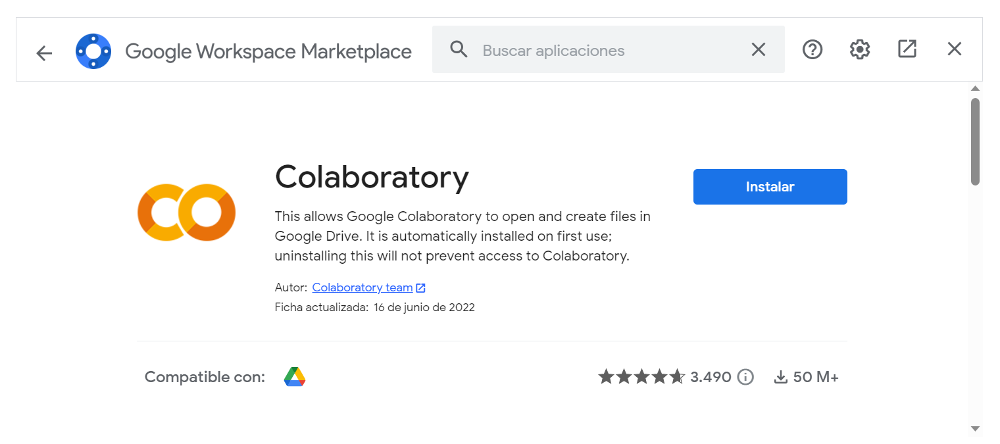 Google Workspace Marketplace
Buscar aplicaciones
Colaboratory
Instalar
This allows Google Colaboratory to open and create files in
Google Drive. It is automatically installed on first use;
uninstalling this will not prevent access to Colaboratory.
Autor: Colaboratory team
Ficha actualizada: 16 de junio de 2022
Compatible con:
3.490
50 M+